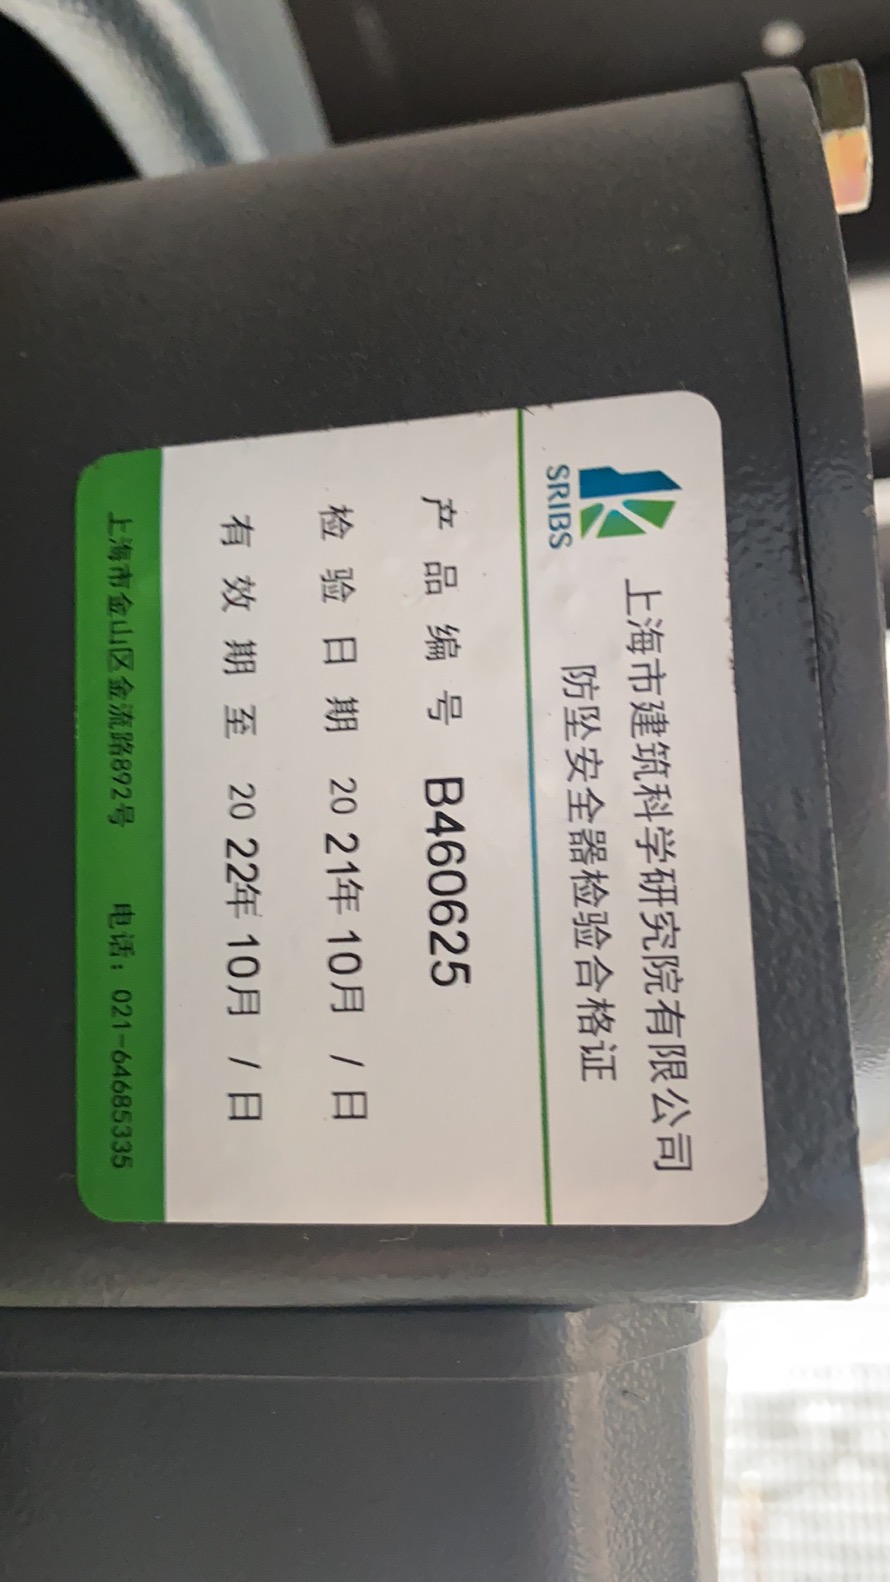 SRIBS
上海市建筑科学研究院有限公司
防坠安全器检验合格证
产品编号 B460625
检验日期 2021年10月 / 日
有效期至 2022年10月 / 日
上海市金山区金流路892号 电话：021-64685335